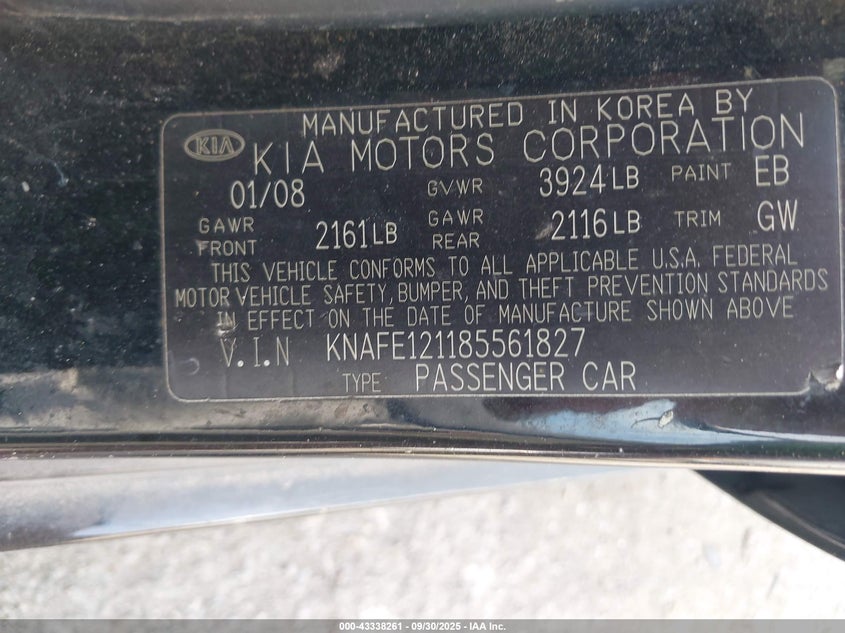 MANUFACTURED IN KOREA BY
KIA KIA MOTORS CORPORATION
01/08 GVWR 3924 LB PAINT EB
GAWR FRONT 2161 LB GAWR REAR 2116 LB TRIM GW
THIS VEHICLE CONFORMS TO ALL APPLICABLE U.S.A. FEDERAL
MOTOR VEHICLE SAFETY, BUMPER, AND THEFT PREVENTION STANDARDS
IN EFFECT ON THE DATE OF MANUFACTURE SHOWN ABOVE
V.I.N KNAFE121185561827
TYPE PASSENGER CAR
000-43338261 - 09/30/2025 - IAA Inc.